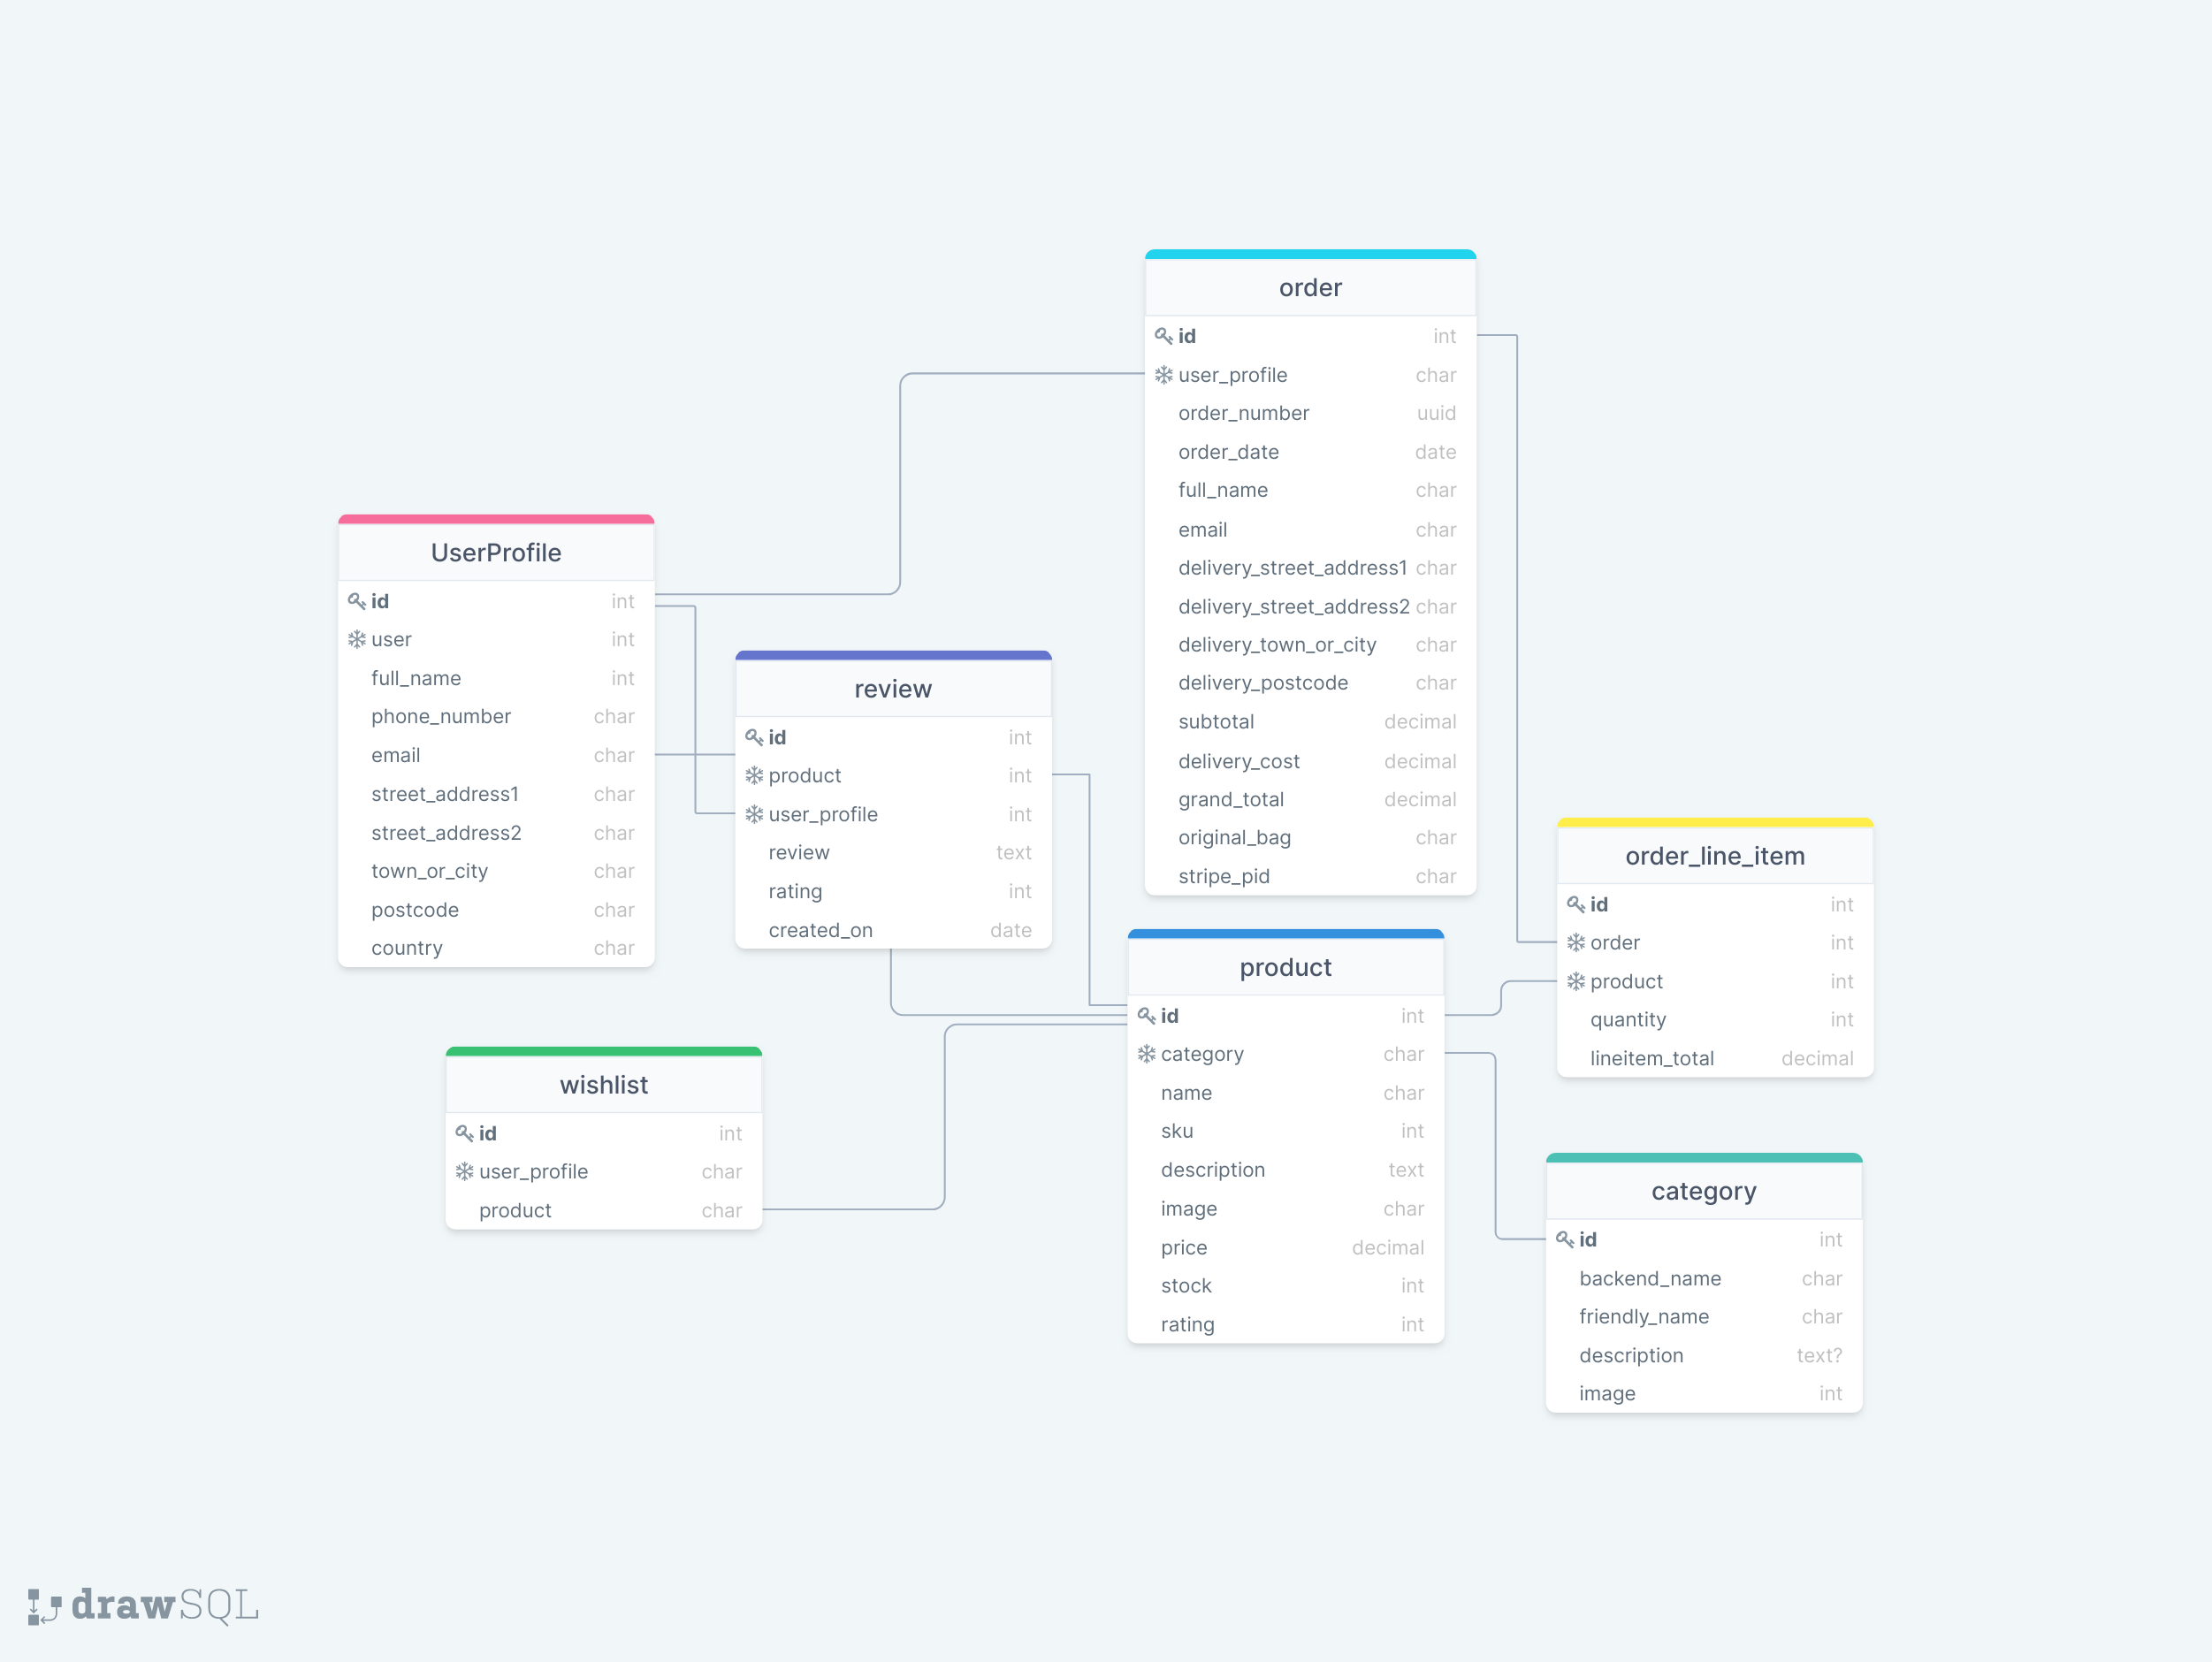 order
id int
user_profile char
order_number uuid
order_date date
full_name char
email char
delivery_street_address1 char
delivery_street_address2 char
delivery_town_or_city char
delivery_postcode char
subtotal decimal
delivery_cost decimal
grand_total decimal
original_bag char
stripe_pid char
UserProfile
id int
user int
full_name int
phone_number char
email char
street_address1 char
street_address2 char
town_or_city char
postcode char
country char
review
id int
product int
user_profile int
review text
rating int
created_on date
order_line_item
id int
order int
product int
quantity int
lineitem_total decimal
product
id int
category char
name char
sku int
description text
image char
price decimal
stock int
rating int
wishlist
id int
user_profile char
product char
category
id int
backend_name char
friendly_name char
description text?
image int
drawSQL